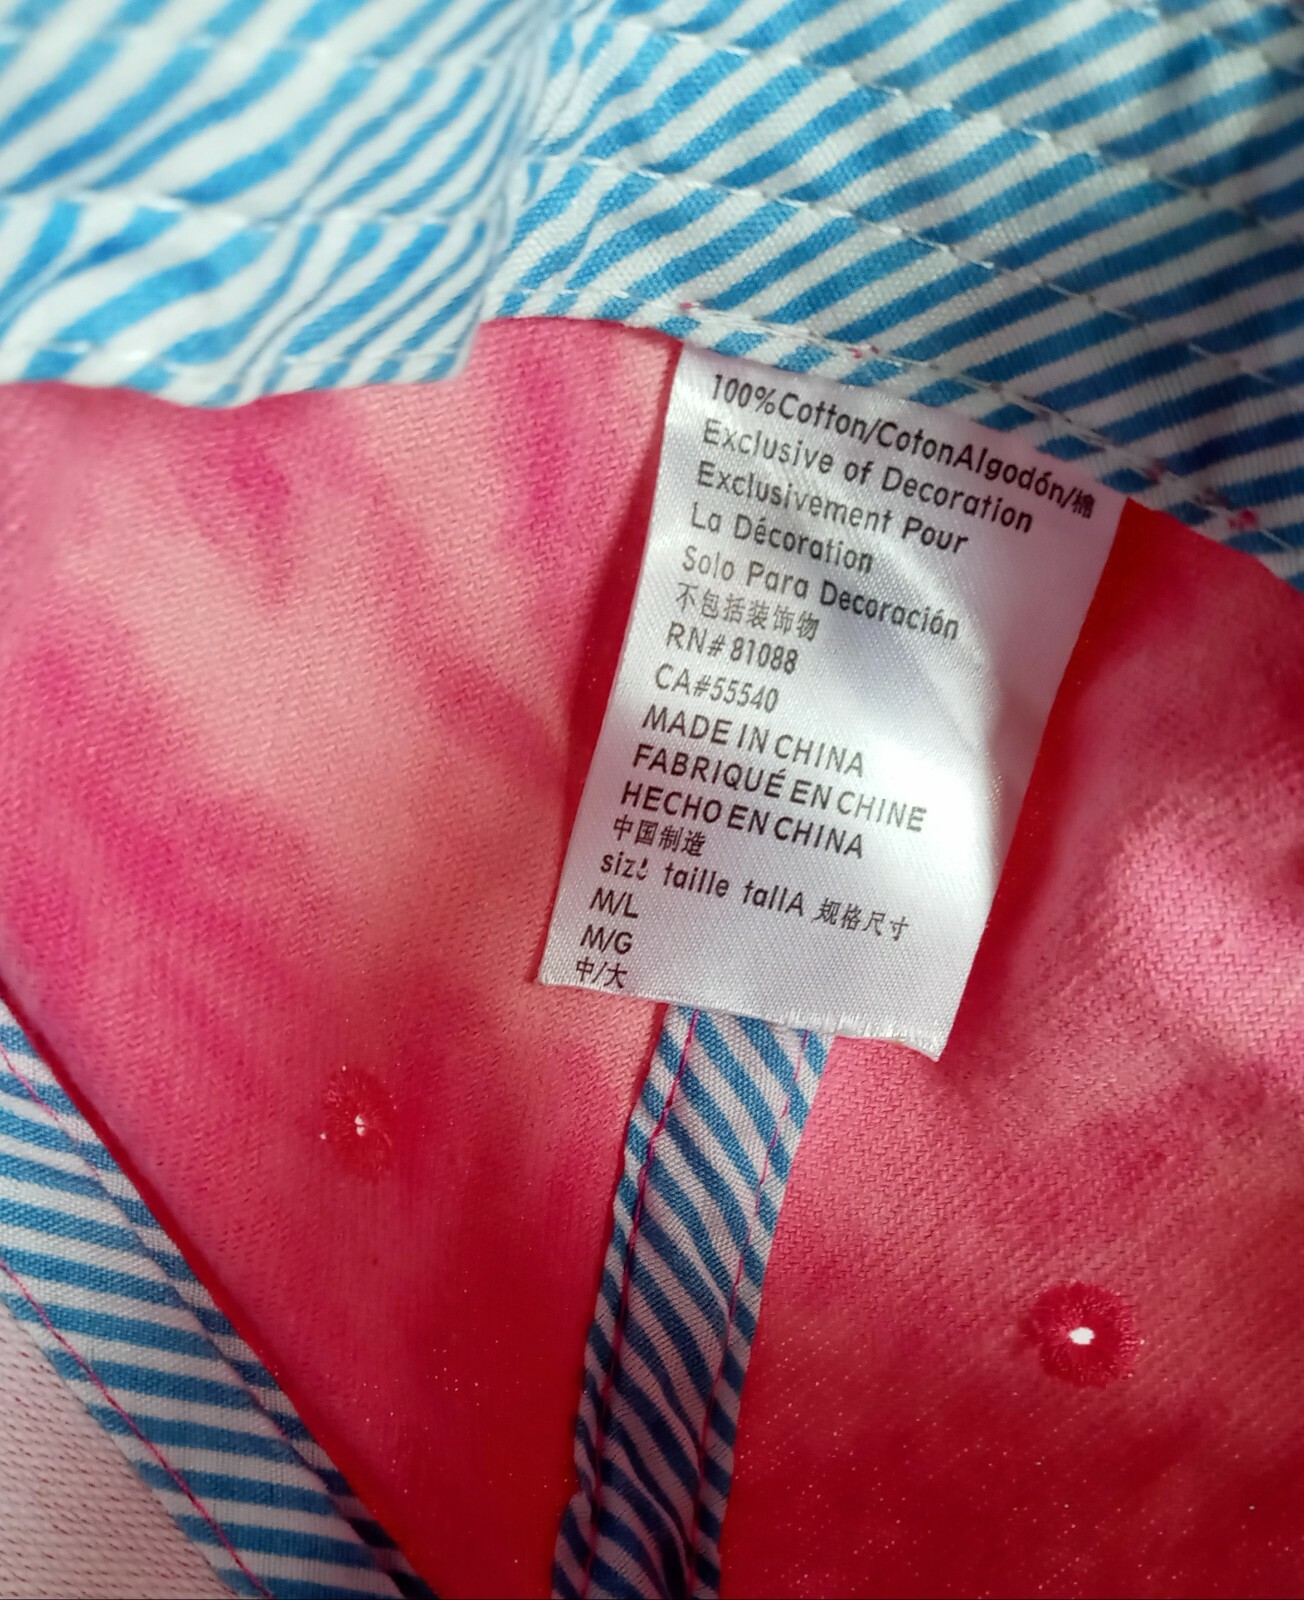 100%Cotton/CotonAlgodón/棉
Exclusive of Decoration
Exclusivement Pour
La Décoration
Solo Para Decoración
不包括装饰物
RN#81088
CA#55540
MADE IN CHINA
FABRIQUÉ EN CHINE
HECHO EN CHINA
中国制造
size taille tallA 规格尺寸
M/L
M/G
中/大